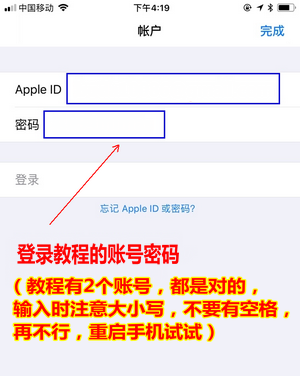 中国移动 下午4:19
帐户 完成
Apple ID
密码
登录
忘记 Apple ID 或密码?
登录教程的账号密码
(教程有2个账号,都是对的,
输入时注意大小写,不要有空格,
再不行,重启手机试试)